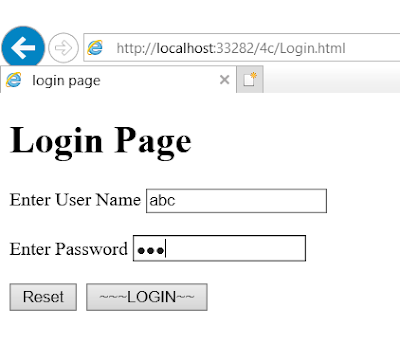 http://localhost:33282/4c/Login.html
login page
Login Page
Enter User Name abc
Enter Password ●●●
Reset ~~~LOGIN~~